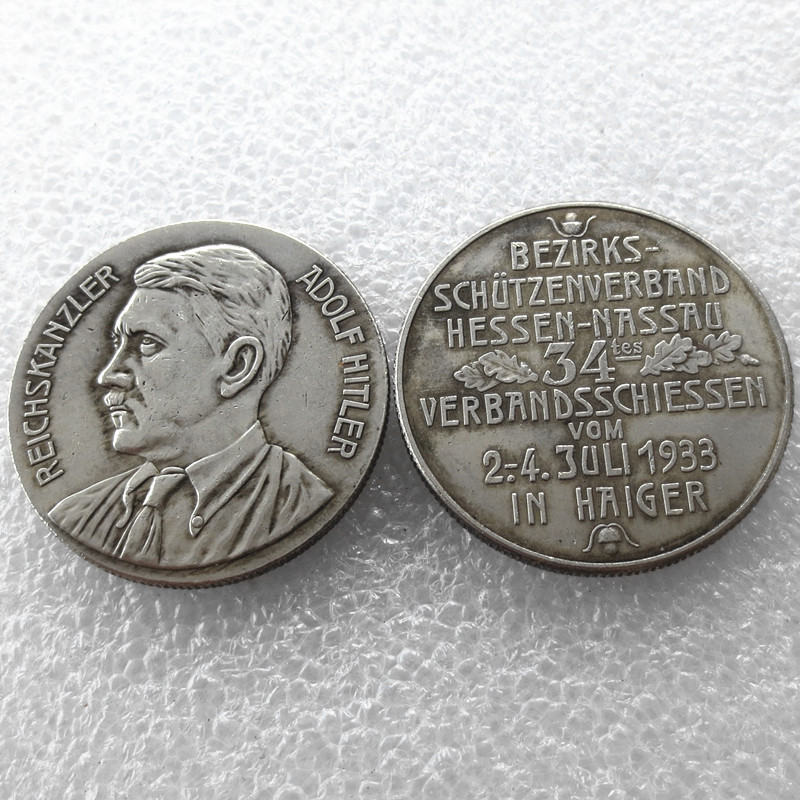 REICHSKANZLER
ADOLF HITLER
BEZIRKS-
SCHÜTZENVERBAND
HESSEN-NASSAU
34tes
VERBANDSSCHIESSEN
VOM
2.-4. JULI 1933
IN HAIGER